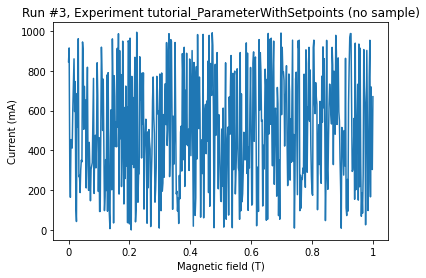 Run #3, Experiment tutorial_ParameterWithSetpoints (no sample)
1000
800
600
400
200
0
Current (mA)
0 0.2 0.4 0.6 0.8 1
Magnetic field (T)